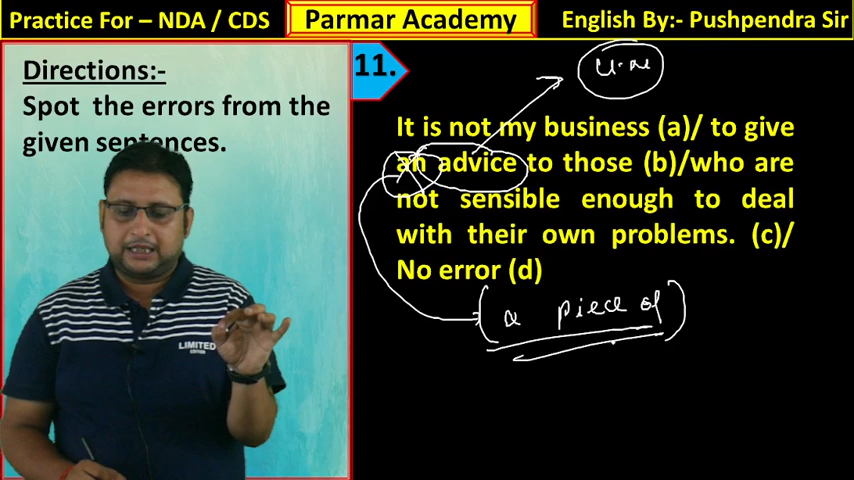 Practice For – NDA / CDS
Parmar Academy
English By:- Pushpendra Sir
Directions:-
Spot the errors from the
given sentences.
11.
It is not my business (a)/ to give
an advice to those (b)/who are
not sensible enough to deal
with their own problems. (c)/
No error (d)
a piece of
LIMITED
EDITION